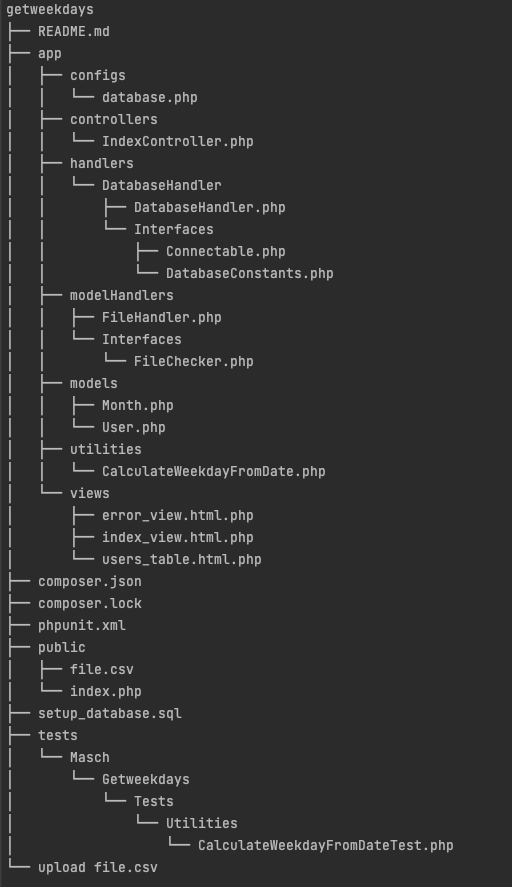 getweekdays
├── README.md
├── app
│   ├── configs
│   │   └── database.php
│   ├── controllers
│   │   └── IndexController.php
│   ├── handlers
│   │   └── DatabaseHandler
│   │       ├── DatabaseHandler.php
│   │       └── Interfaces
│   │           ├── Connectable.php
│   │           └── DatabaseConstants.php
│   ├── modelHandlers
│   │   ├── FileHandler.php
│   │   └── Interfaces
│   │       └── FileChecker.php
│   ├── models
│   │   ├── Month.php
│   │   └── User.php
│   ├── utilities
│   │   └── CalculateWeekdayFromDate.php
│   └── views
│       ├── error_view.html.php
│       ├── index_view.html.php
│       └── users_table.html.php
├── composer.json
├── composer.lock
├── phpunit.xml
├── public
│   ├── file.csv
│   └── index.php
├── setup_database.sql
├── tests
│   └── Masch
│       └── Getweekdays
│           └── Tests
│               └── Utilities
│                   └── CalculateWeekdayFromDateTest.php
└── upload file.csv